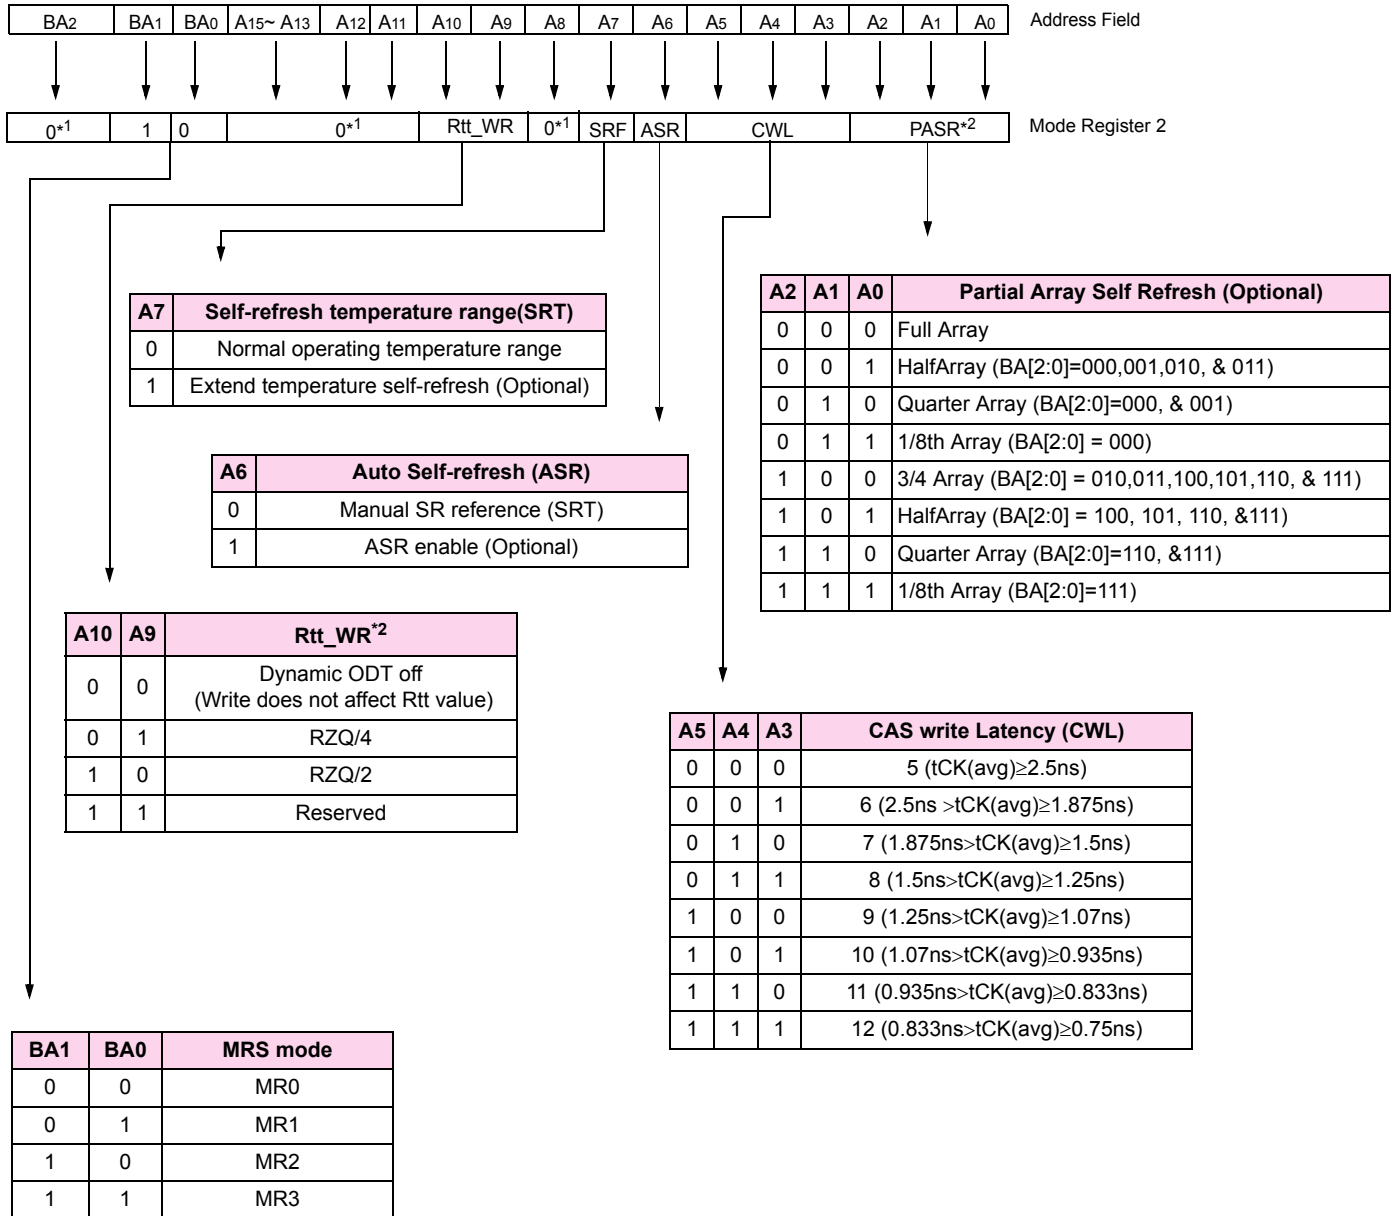 BA2 BA1 BA0 A15~ A13 A12 A11 A10 A9 A8 A7 A6 A5 A4 A3 A2 A1 A0 Address Field
0*1 1 0 0*1 Rtt_WR 0*1 SRF ASR CWL PASR*2 Mode Register 2
A7 Self-refresh temperature range(SRT)
0 Normal operating temperature range
1 Extend temperature self-refresh (Optional)
A2 A1 A0 Partial Array Self Refresh (Optional)
0 0 0 Full Array
0 0 1 HalfArray (BA[2:0]=000,001,010, & 011)
0 1 0 Quarter Array (BA[2:0]=000, & 001)
0 1 1 1/8th Array (BA[2:0] = 000)
1 0 0 3/4 Array (BA[2:0] = 010,011,100,101,110, & 111)
1 0 1 HalfArray (BA[2:0] = 100, 101, 110, &111)
1 1 0 Quarter Array (BA[2:0]=110, &111)
1 1 1 1/8th Array (BA[2:0]=111)
A6 Auto Self-refresh (ASR)
0 Manual SR reference (SRT)
1 ASR enable (Optional)
A10 A9 Rtt_WR*2
0 0 Dynamic ODT off
(Write does not affect Rtt value)
0 1 RZQ/4
1 0 RZQ/2
1 1 Reserved
A5 A4 A3 CAS write Latency (CWL)
0 0 0 5 (tCK(avg)≥2.5ns)
0 0 1 6 (2.5ns >tCK(avg)≥1.875ns)
0 1 0 7 (1.875ns>tCK(avg)≥1.5ns)
0 1 1 8 (1.5ns>tCK(avg)≥1.25ns)
1 0 0 9 (1.25ns>tCK(avg)≥1.07ns)
1 0 1 10 (1.07ns>tCK(avg)≥0.935ns)
1 1 0 11 (0.935ns>tCK(avg)≥0.833ns)
1 1 1 12 (0.833ns>tCK(avg)≥0.75ns)
BA1 BA0 MRS mode
0 0 MR0
0 1 MR1
1 0 MR2
1 1 MR3